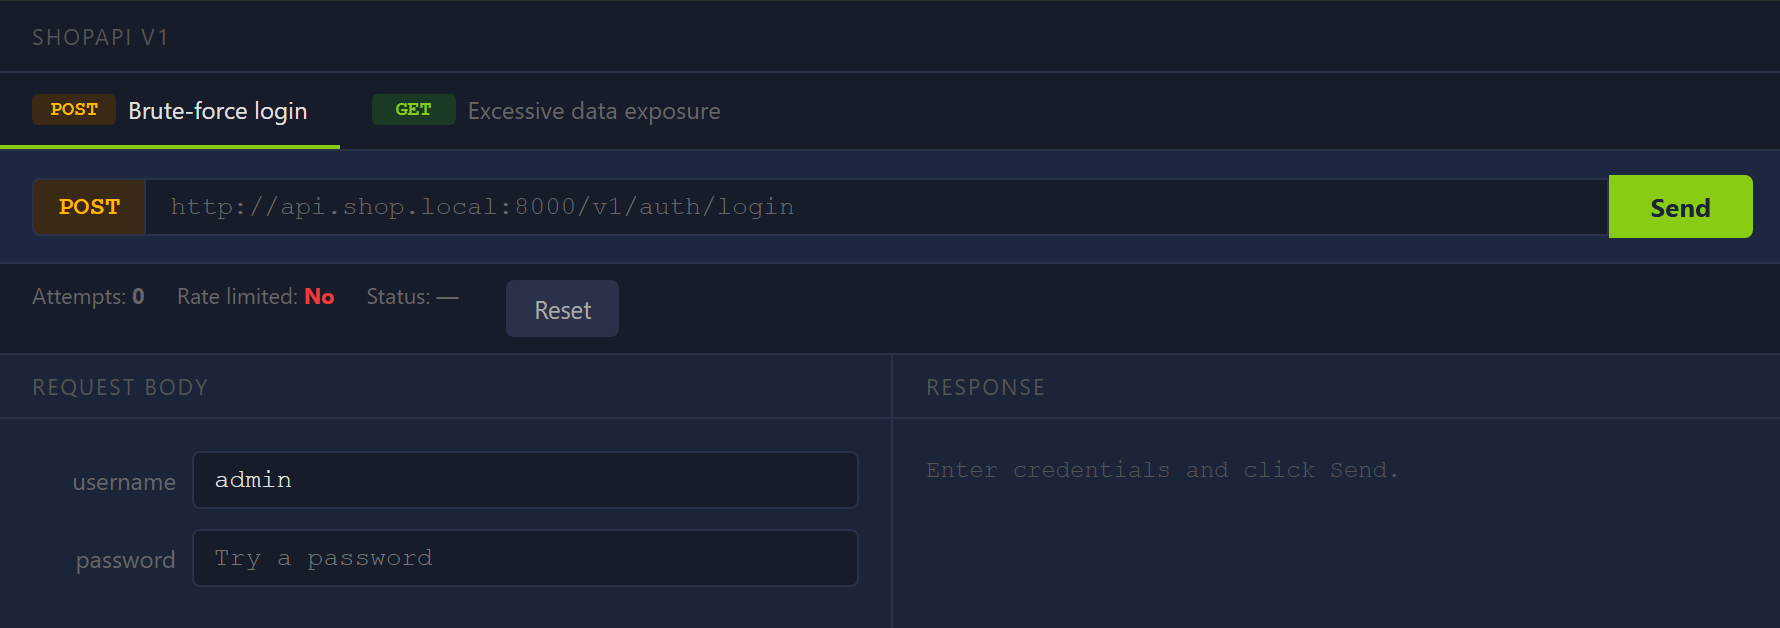 SHOPAPI V1
POST Brute-force login GET Excessive data exposure
POST http://api.shop.local:8000/v1/auth/login Send
Attempts: 0 Rate limited: No Status: — Reset
REQUEST BODY
RESPONSE
username admin
Enter credentials and click Send.
password Try a password